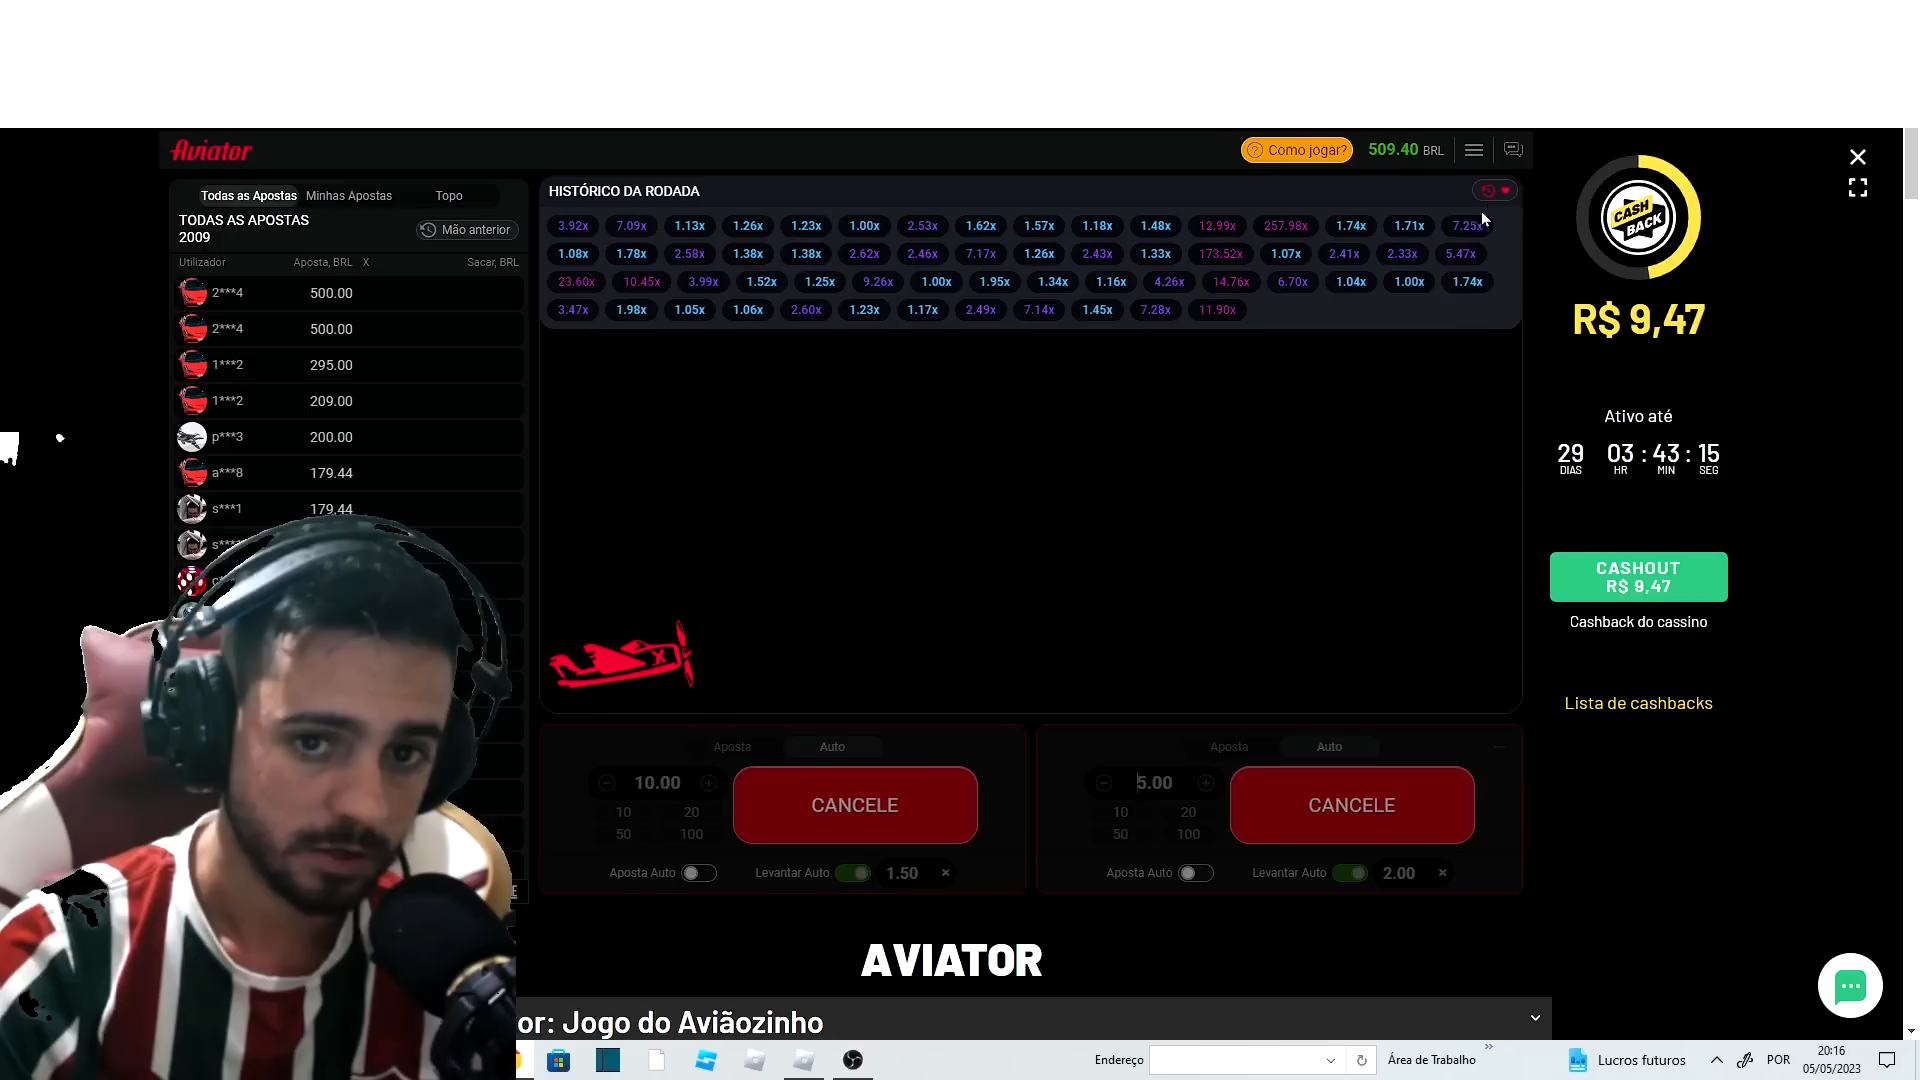 Aviator
Como jogar? 509.40 BRL
Todas as Apostas Minhas Apostas Topo
TODAS AS APOSTAS
2009
Mão anterior
Utilizador Aposta, BRL X Sacar, BRL
2***4 500.00
2***4 500.00
1***2 295.00
1***2 209.00
p***3 200.00
a***8 179.44
s***1 179.44
HISTÓRICO DA RODADA
3.92x 7.09x 1.13x 1.26x 1.23x 1.00x 2.53x 1.62x 1.57x 1.18x 1.48x 12.99x 257.98x 1.74x 1.71x 7.25x
1.08x 1.78x 2.58x 1.38x 1.38x 2.62x 2.46x 7.17x 1.26x 2.43x 1.33x 173.52x 1.07x 2.41x 2.33x 5.47x
23.60x 10.45x 3.99x 1.52x 1.25x 9.26x 1.00x 1.95x 1.34x 1.16x 4.26x 14.76x 6.70x 1.04x 1.00x 1.74x
3.47x 1.98x 1.05x 1.06x 2.60x 1.23x 1.17x 2.49x 7.14x 1.45x 7.28x 11.90x
X
Aposta Auto
10.00
CANCELE
10 20
50 100
Aposta Auto Levantar Auto 1.50
Aposta Auto
5.00
CANCELE
10 20
50 100
Aposta Auto Levantar Auto 2.00
CASH
BACK
R$ 9,47
Ativo até
29 03 : 43 : 15
DIAS HR MIN SEG
CASHOUT
R$ 9,47
Cashback do cassino
Lista de cashbacks
AVIATOR
or: Jogo do Aviãozinho
Endereço
Área de Trabalho
Lucros futuros
POR
20:16
05/05/2023